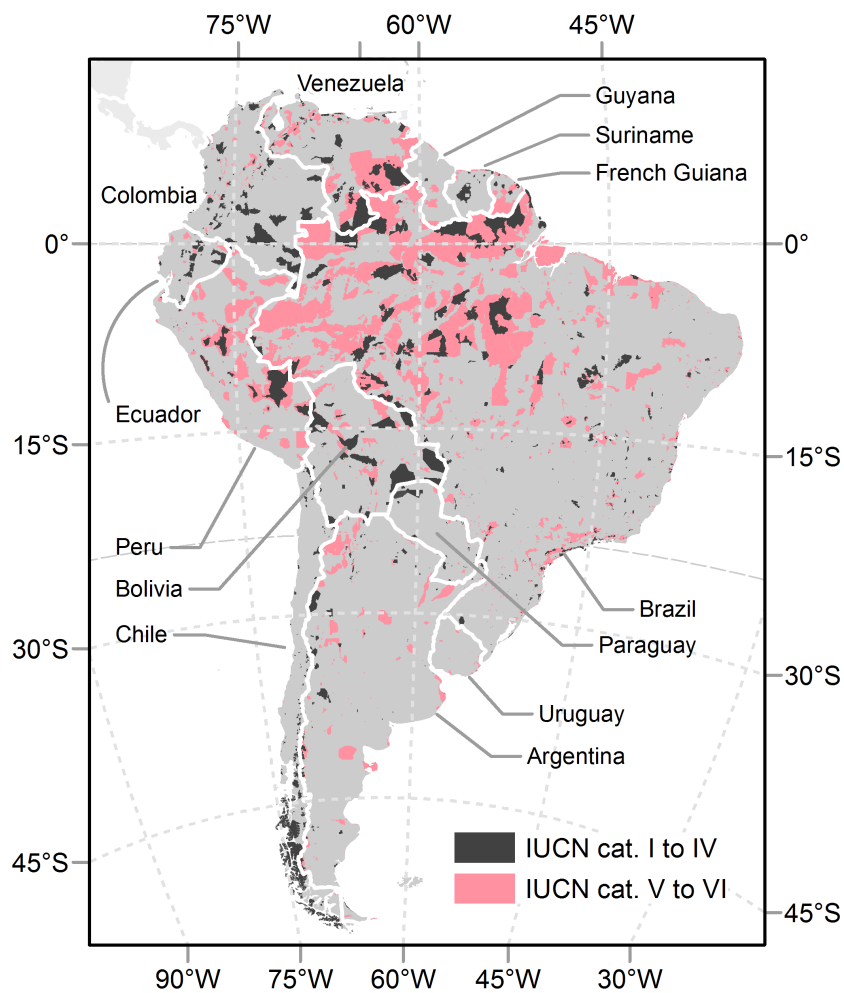 75°W 60°W 45°W
Venezuela
Guyana
Suriname
French Guiana
Colombia
0° 0°
Ecuador
15°S 15°S
Peru
Bolivia
Brazil
Chile
Paraguay
30°S 30°S
Uruguay
Argentina
IUCN cat. I to IV
45°S
IUCN cat. V to VI
45°S
90°W 75°W 60°W 45°W 30°W